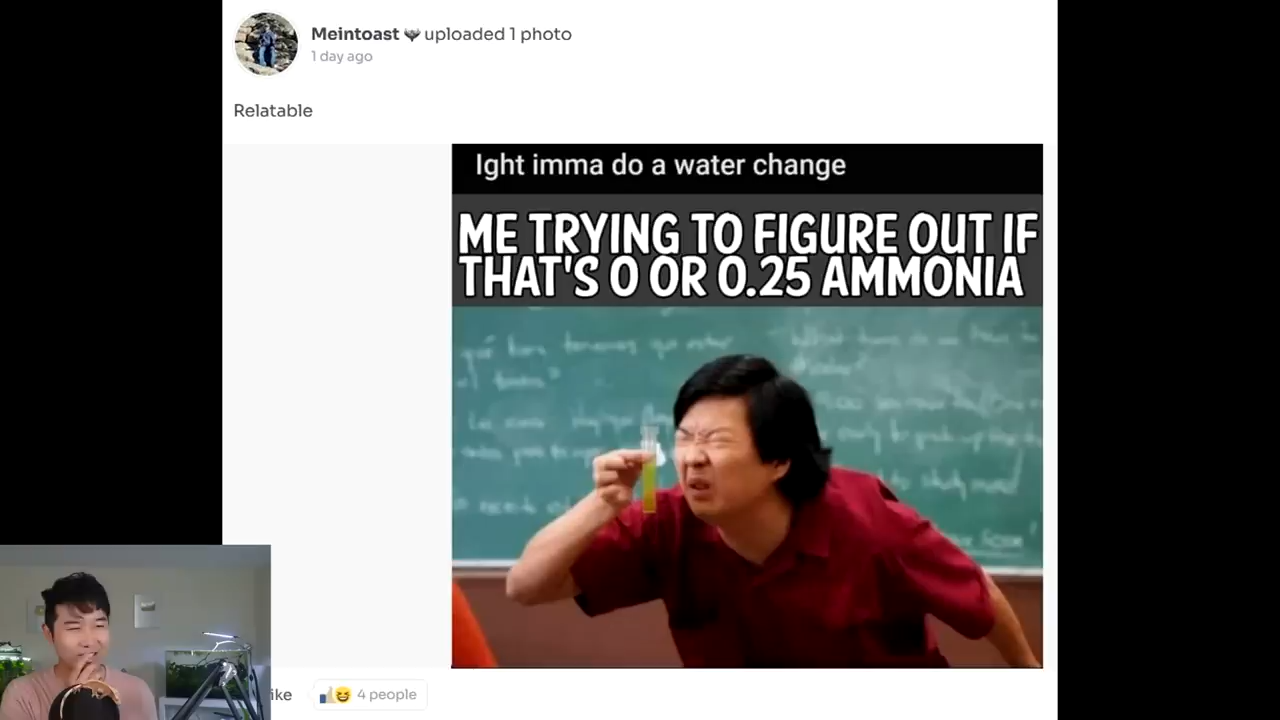 Meintoast uploaded 1 photo
1 day ago
Relatable
Ight imma do a water change
ME TRYING TO FIGURE OUT IF
THAT'S 0 OR 0.25 AMMONIA
ike
4 people